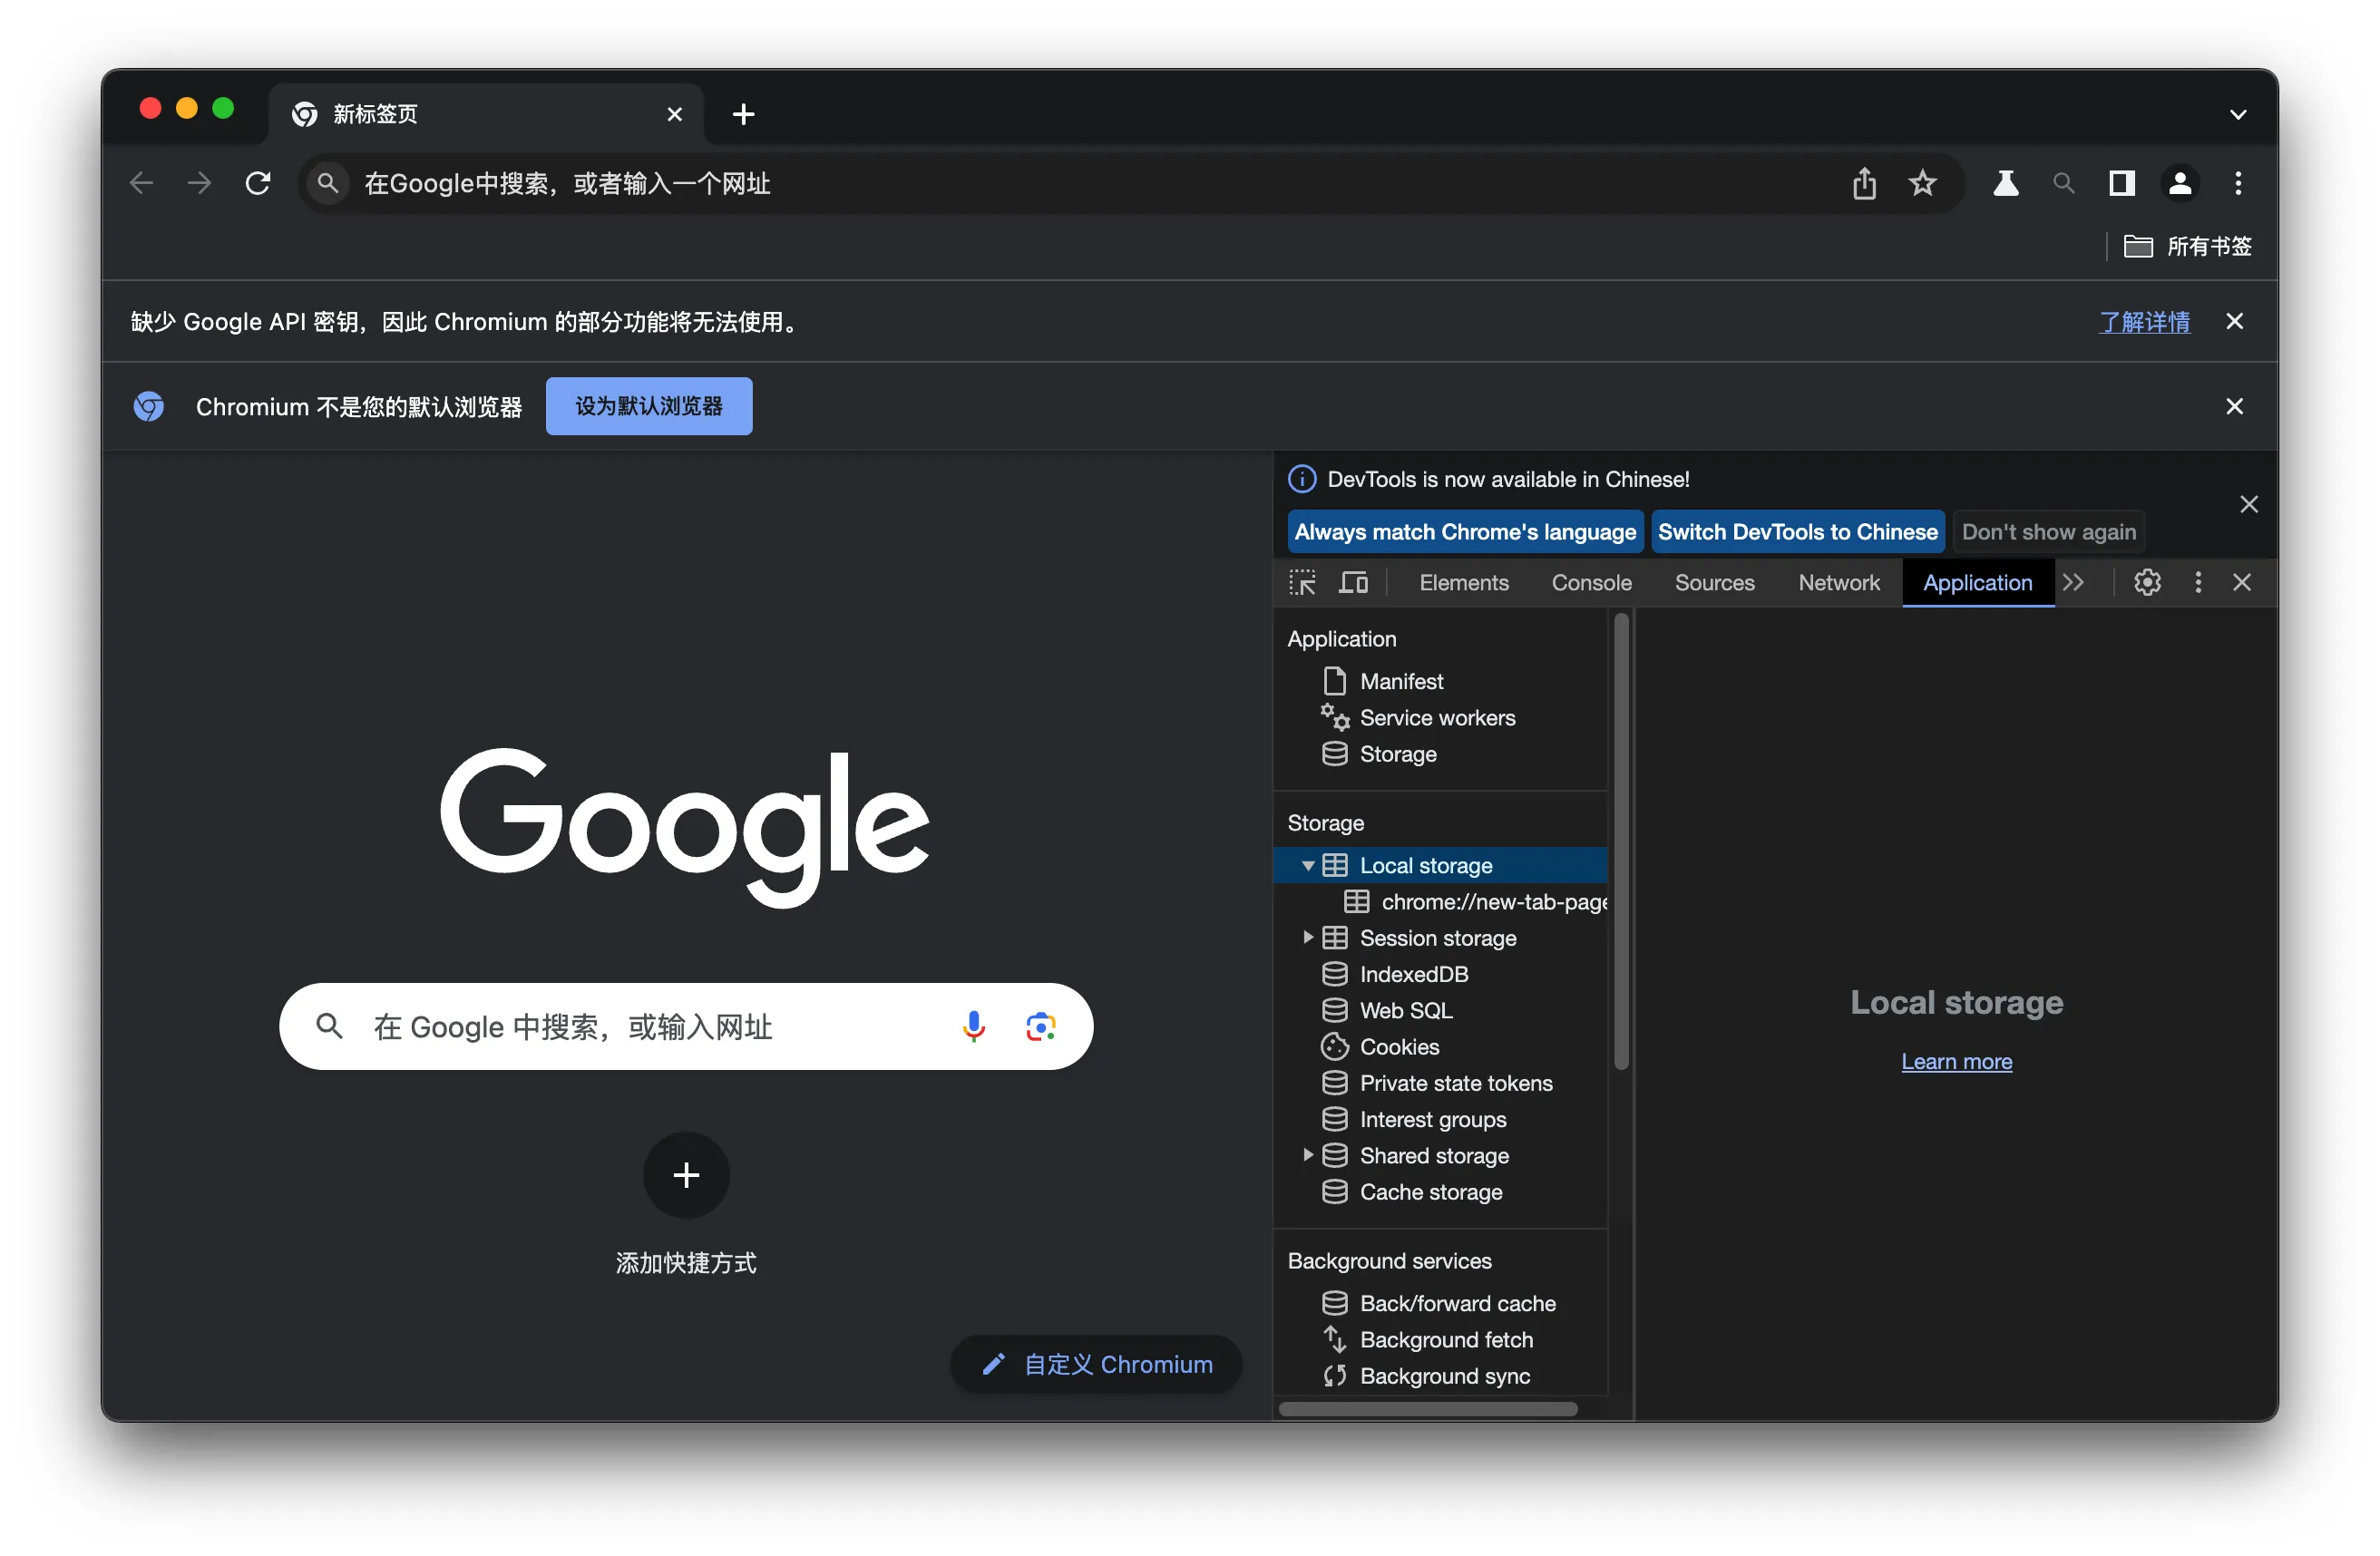 新标签页
在Google中搜索，或者输入一个网址
所有书签
缺少 Google API 密钥，因此 Chromium 的部分功能将无法使用。 了解详情
Chromium 不是您的默认浏览器 设为默认浏览器
Google
在 Google 中搜索，或输入网址
添加快捷方式
自定义 Chromium
DevTools is now available in Chinese!
Always match Chrome's language Switch DevTools to Chinese Don't show again
Elements Console Sources Network Application
Application
Manifest
Service workers
Storage
Storage
Local storage
chrome://new-tab-page
Session storage
IndexedDB
Web SQL
Cookies
Private state tokens
Interest groups
Shared storage
Cache storage
Background services
Back/forward cache
Background fetch
Background sync
Local storage
Learn more